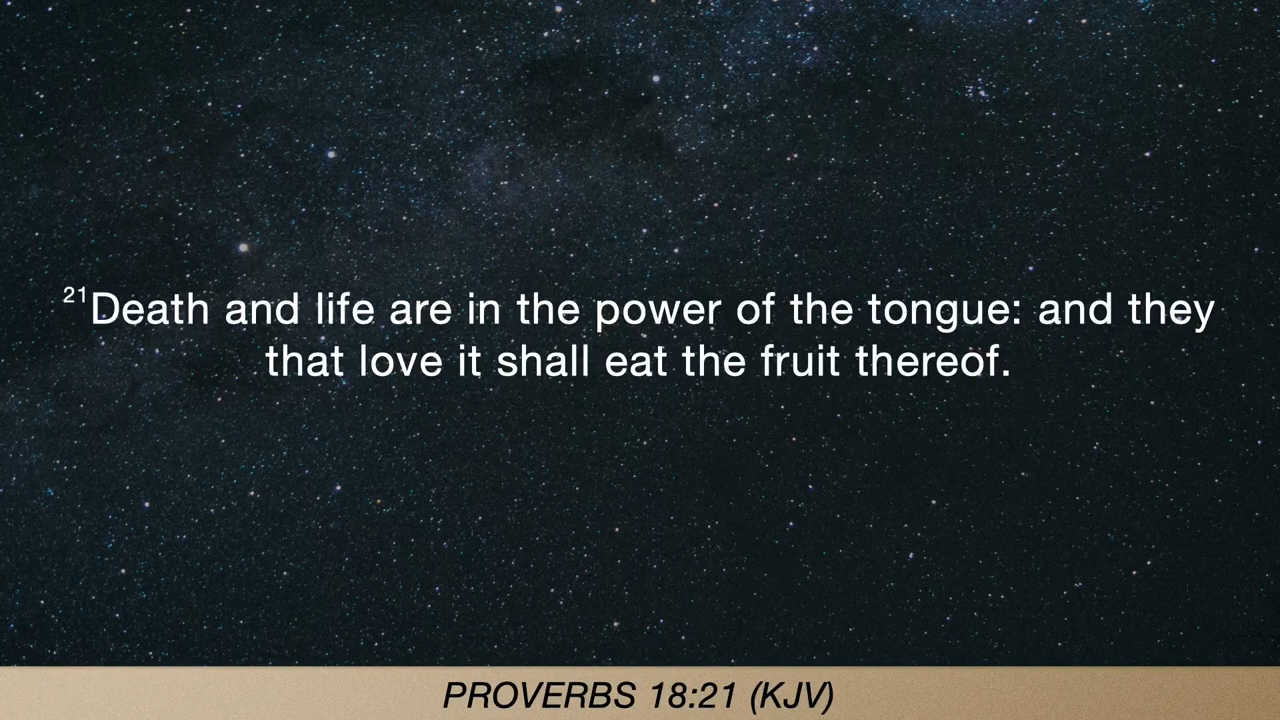 21Death and life are in the power of the tongue: and they
that love it shall eat the fruit thereof.
PROVERBS 18:21 (KJV)